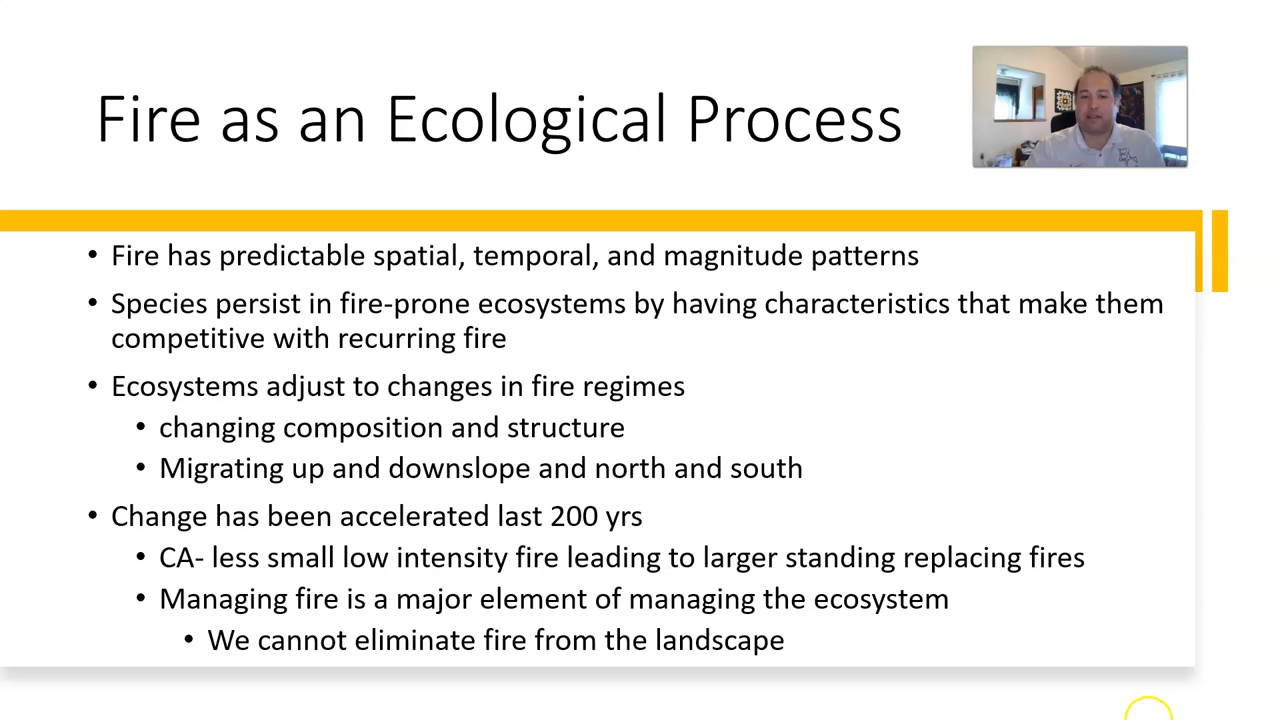 Fire as an Ecological Process
• Fire has predictable spatial, temporal, and magnitude patterns
• Species persist in fire-prone ecosystems by having characteristics that make them
competitive with recurring fire
• Ecosystems adjust to changes in fire regimes
• changing composition and structure
• Migrating up and downslope and north and south
• Change has been accelerated last 200 yrs
• CA- less small low intensity fire leading to larger standing replacing fires
• Managing fire is a major element of managing the ecosystem
• We cannot eliminate fire from the landscape